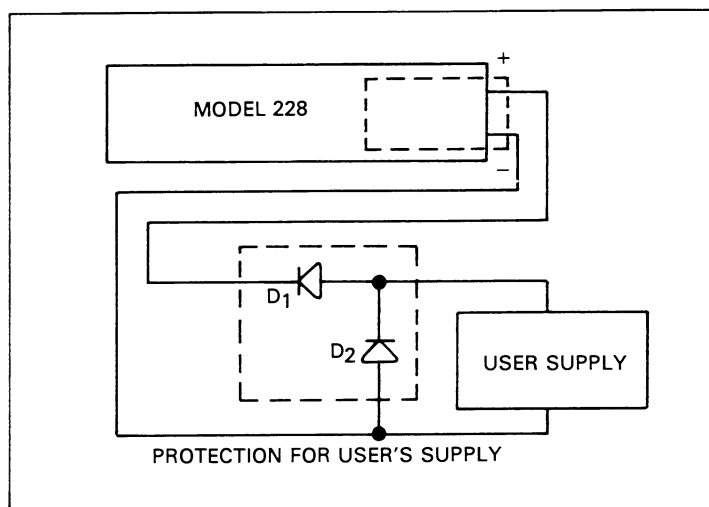 +
MODEL 228
−
D1
D2
USER SUPPLY
PROTECTION FOR USER'S SUPPLY